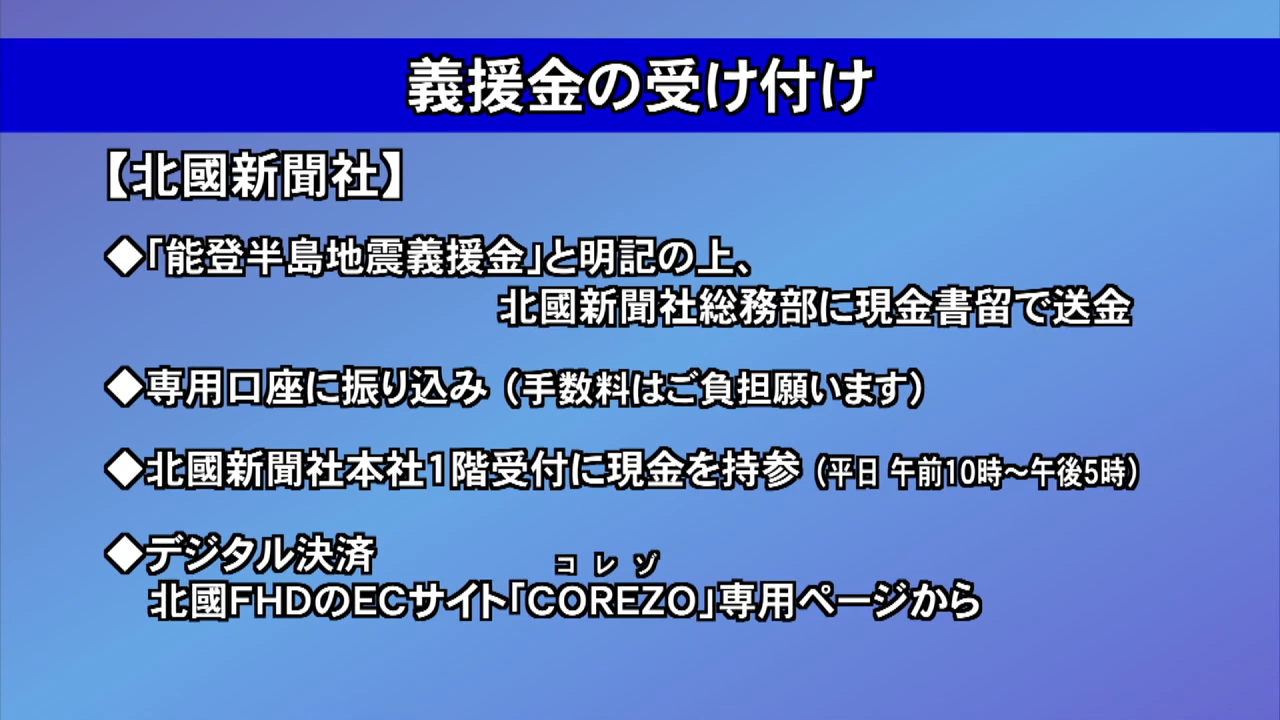 義援金の受け付け
【北國新聞社】
◆「能登半島地震義援金」と明記の上、
北國新聞社総務部に現金書留で送金
◆専用口座に振り込み（手数料はご負担願います）
◆北國新聞社本社1階受付に現金を持参（平日 午前10時～午後5時）
◆デジタル決済
コレゾ
北國FHDのECサイト「COREZO」専用ページから